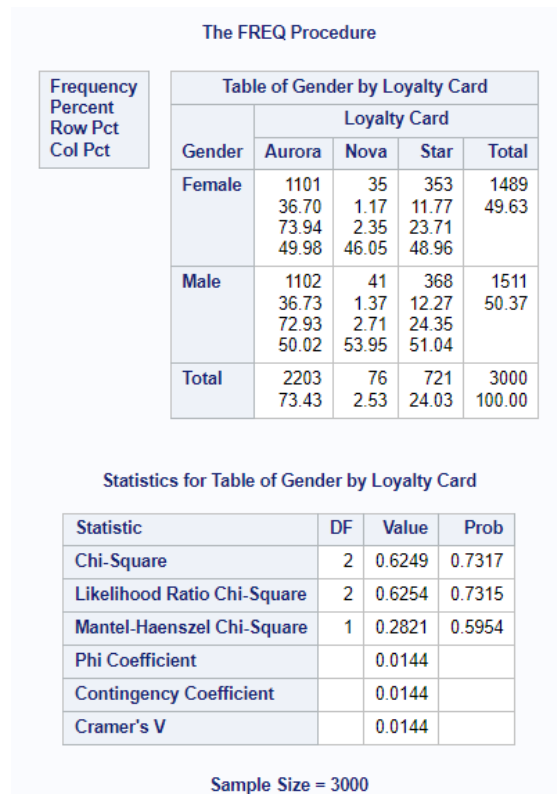 The FREQ Procedure
Frequency
Percent
Row Pct
Col Pct
Table of Gender by Loyalty Card
Loyalty Card
Gender Aurora Nova Star Total
Female 1101 35 353 1489
36.70 1.17 11.77 49.63
73.94 2.35 23.71
49.98 46.05 48.96
Male 1102 41 368 1511
36.73 1.37 12.27 50.37
72.93 2.71 24.35
50.02 53.95 51.04
Total 2203 76 721 3000
73.43 2.53 24.03 100.00
Statistics for Table of Gender by Loyalty Card
Statistic DF Value Prob
Chi-Square 2 0.6249 0.7317
Likelihood Ratio Chi-Square 2 0.6254 0.7315
Mantel-Haenszel Chi-Square 1 0.2821 0.5954
Phi Coefficient 0.0144
Contingency Coefficient 0.0144
Cramer's V 0.0144
Sample Size = 3000